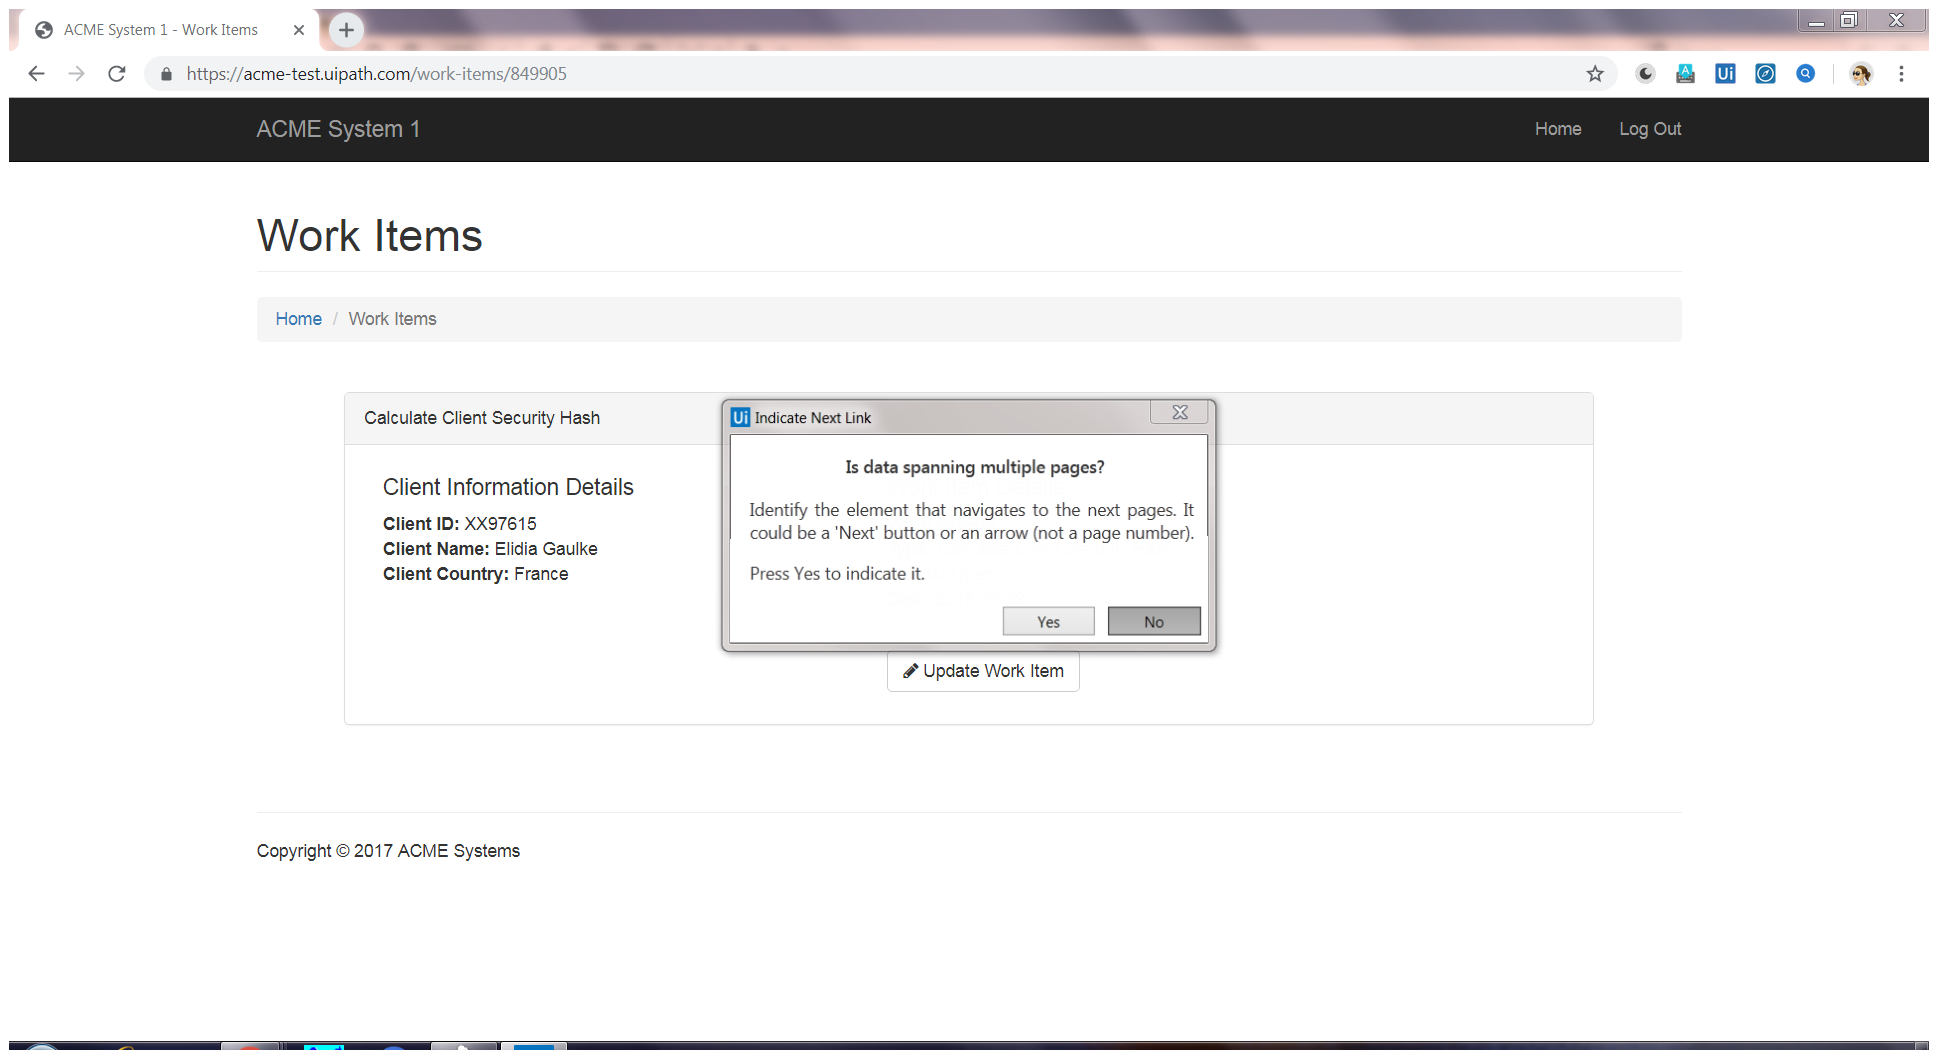 ACME System 1 - Work Items
https://acme-test.uipath.com/work-items/849905
Ui
ACME System 1
Home
Log Out
Work Items
Home / Work Items
Calculate Client Security Hash
Client Information Details
Client ID: XX97615
Client Name: Elidia Gaulke
Client Country: France
Ui Indicate Next Link
Is data spanning multiple pages?
Identify the element that navigates to the next pages. It
could be a 'Next' button or an arrow (not a page number).
Press Yes to indicate it.
Yes
No
Update Work Item
Copyright © 2017 ACME Systems